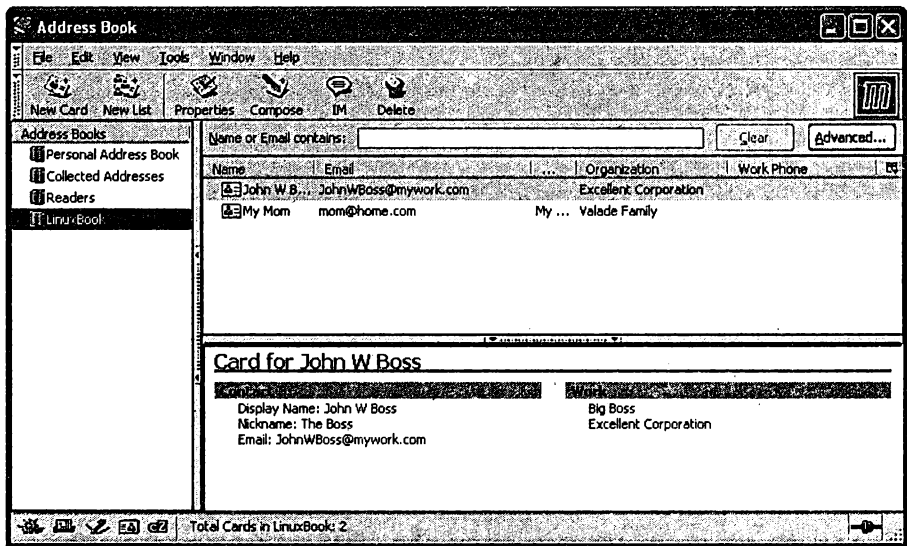 Address Book
File Edit View Tools Window Help
New Card New List Properties Compose IM Delete
Address Books
Personal Address Book
Collected Addresses
Readers
LinuxBook
Name or Email contains: Clear Advanced...
Name Email ... Organization Work Phone
John W B... JohnWBoss@mywork.com Excellent Corporation
My Mom mom@home.com My ... Valade Family
Card for John W Boss
Contact
Display Name: John W Boss
Nickname: The Boss
Email: JohnWBoss@mywork.com
Work
Big Boss
Excellent Corporation
Total Cards in LinuxBook: 2